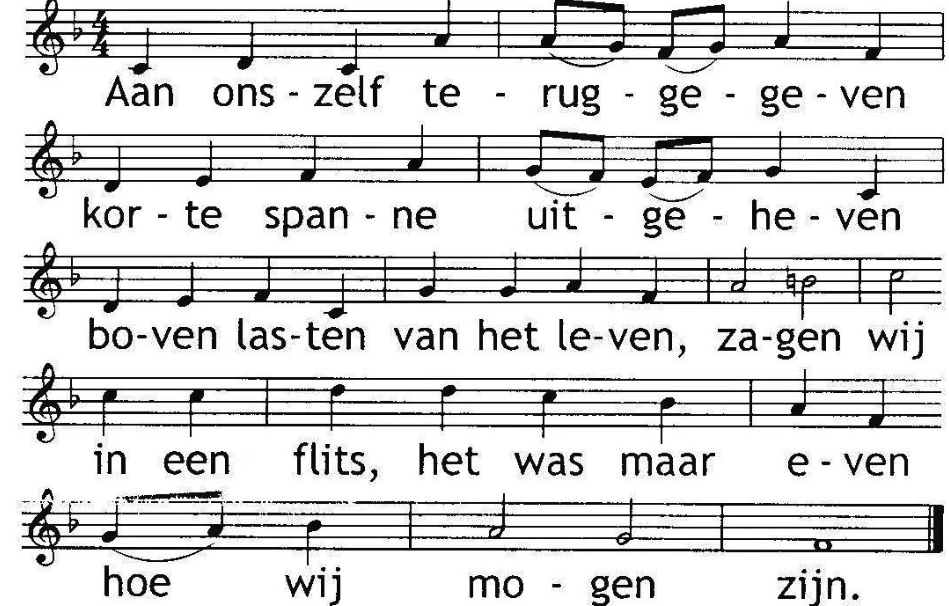 4 4
Aan ons - zelf te - rug - ge - ge - ven
kor - te span - ne uit - ge - he - ven
bo-ven las-ten van het le-ven, za-gen wij
in een flits, het was maar e - ven
hoe wij mo - gen zijn.